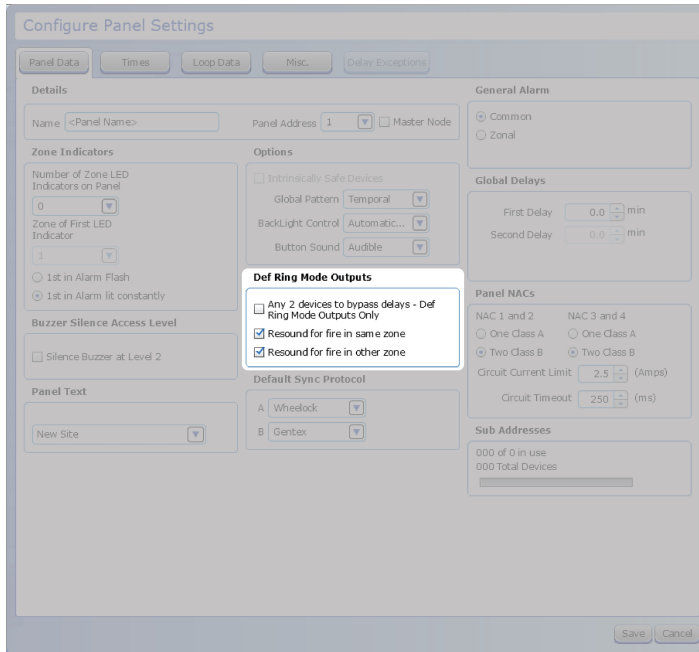 Configure Panel Settings
Panel Data
Times
Loop Data
Misc.
Delay Exceptions
Details
Name <Panel Name>
Panel Address 1
Master Node
Zone Indicators
Number of Zone LED
Indicators on Panel
0
Zone of First LED
Indicator
1
1st in Alarm Flash
1st in Alarm lit constantly
Buzzer Silence Access Level
Silence Buzzer at Level 2
Panel Text
New Site
Options
Intrinsically Safe Devices
Global Pattern Temporal
BackLight Control Automatic...
Button Sound Audible
Def Ring Mode Outputs
Any 2 devices to bypass delays - Def
Ring Mode Outputs Only
Resound for fire in same zone
Resound for fire in other zone
Default Sync Protocol
A Wheelock
B Gentex
General Alarm
Common
Zonal
Global Delays
First Delay 0.0 min
Second Delay 0.0 min
Panel NACs
NAC 1 and 2 NAC 3 and 4
One Class A One Class A
Two Class B Two Class B
Circuit Current Limit 2.5 (Amps)
Circuit Timeout 250 (ms)
Sub Addresses
000 of 0 in use
000 Total Devices
Save Cancel